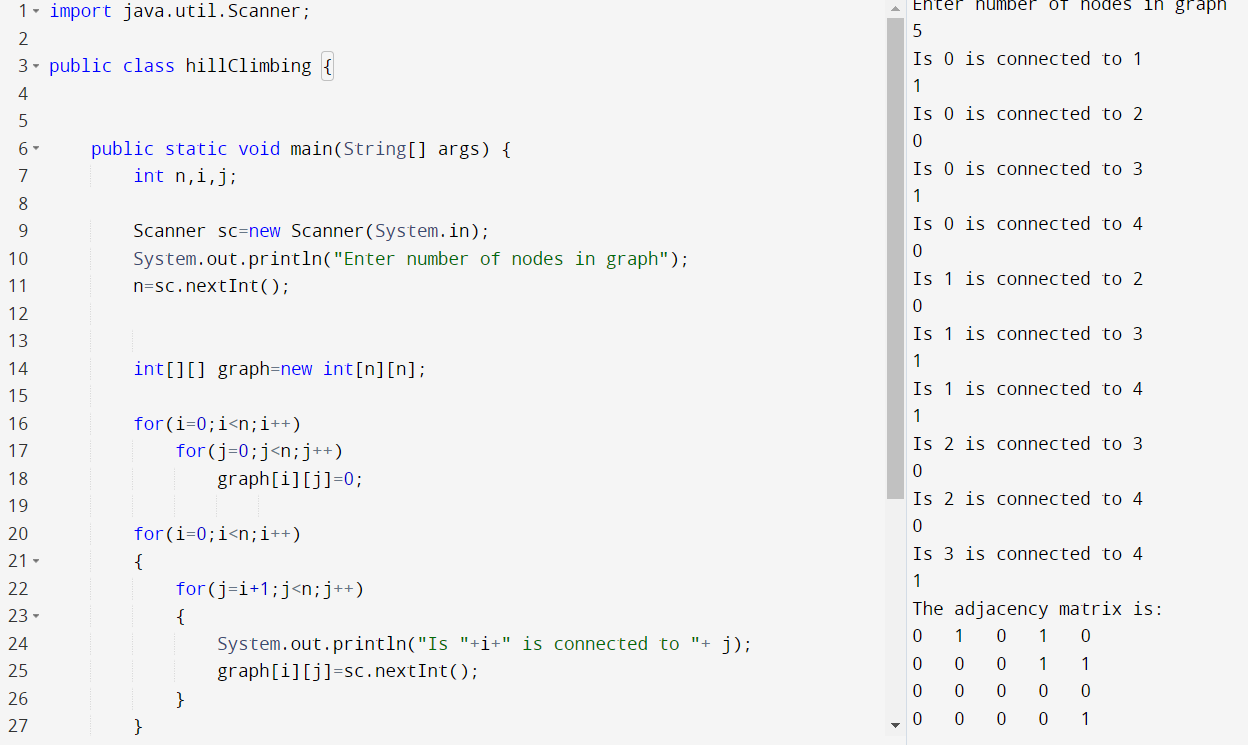 1 import java.util.Scanner;
2
3 public class hillClimbing {
4
5
6 public static void main(String[] args) {
7 int n,i,j;
8
9 Scanner sc=new Scanner(System.in);
10 System.out.println("Enter number of nodes in graph");
11 n=sc.nextInt();
12
13
14 int[][] graph=new int[n][n];
15
16 for(i=0;i<n;i++)
17 for(j=0;j<n;j++)
18 graph[i][j]=0;
19
20 for(i=0;i<n;i++)
21 {
22 for(j=i+1;j<n;j++)
23 {
24 System.out.println("Is "+i+" is connected to "+ j);
25 graph[i][j]=sc.nextInt();
26 }
27 }
Enter number of nodes in graph
5
Is 0 is connected to 1
1
Is 0 is connected to 2
0
Is 0 is connected to 3
1
Is 0 is connected to 4
0
Is 1 is connected to 2
0
Is 1 is connected to 3
1
Is 1 is connected to 4
1
Is 2 is connected to 3
0
Is 2 is connected to 4
0
Is 3 is connected to 4
1
The adjacency matrix is:
0 1 0 1 0
0 0 0 1 1
0 0 0 0 0
0 0 0 0 1